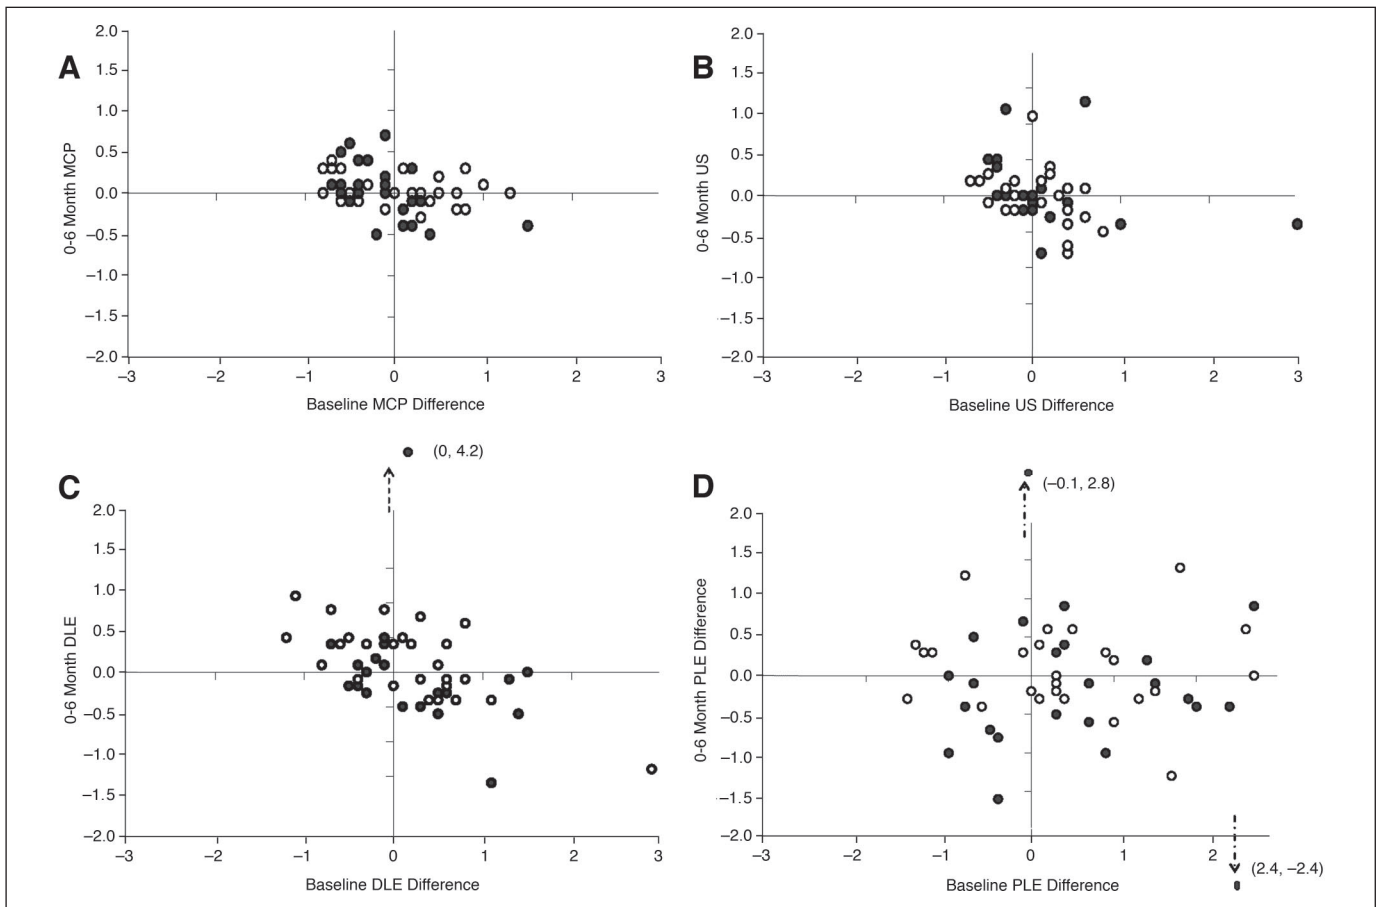 A
2.0
1.5
1.0
0.5
0.0
−0.5
−1.0
−1.5
−2.0
−3 −2 −1 0 1 2 3
0-6 Month MCP
Baseline MCP Difference
B
2.0
1.5
1.0
0.5
0.0
−0.5
−1.0
−1.5
−2.0
−3 −2 −1 0 1 2 3
0-6 Month US
Baseline US Difference
C
(0, 4.2)
2.0
1.5
1.0
0.5
0.0
−0.5
−1.0
−1.5
−2.0
−3 −2 −1 0 1 2 3
0-6 Month DLE
Baseline DLE Difference
D
(−0.1, 2.8)
2.0
1.5
1.0
0.5
0.0
−0.5
−1.0
−1.5
−2.0
−3 −2 −1 0 1 2
0-6 Month PLE Difference
(2.4, −2.4)
Baseline PLE Difference